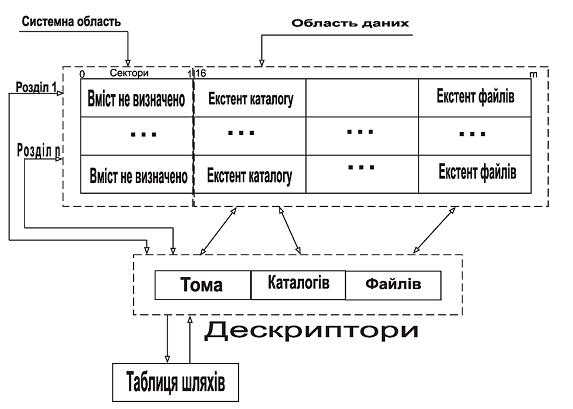 Системна область
Область даних
0 Сектори 1 16 m
Розділ 1
Вміст не визначено Екстент каталогу Екстент файлів
... ... ... ...
Розділ n
Вміст не визначено Екстент каталогу ... Екстент файлів
Тома Каталогів Файлів
Дескриптори
Таблиця шляхів